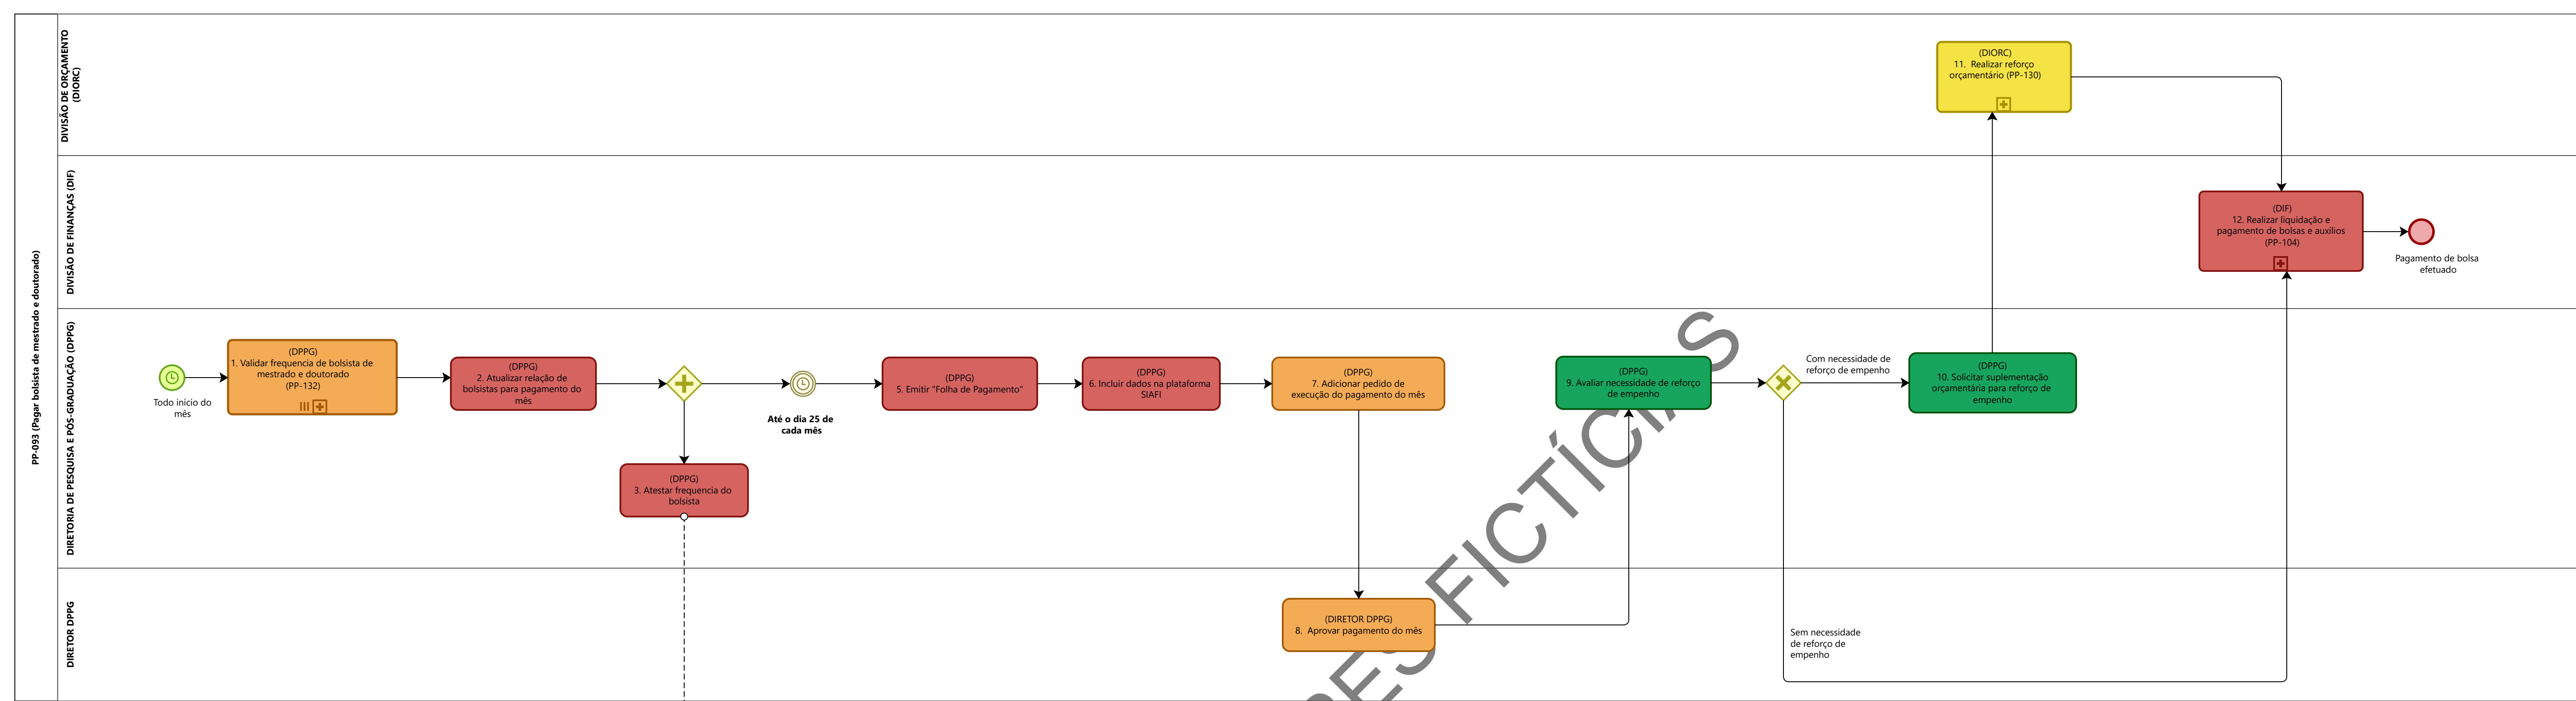 PP-093 (Pagar bolsista de mestrado e doutorado)
DIVISÃO DE ORÇAMENTO
(DIORC)
(DIORC)
11.  Realizar reforço
orçamentário (PP-130)
DIVISÃO DE FINANÇAS (DIF)
(DIF)
12. Realizar liquidação e
pagamento de bolsas e auxílios
(PP-104)
Pagamento de bolsa
efetuado
DIRETORIA DE PESQUISA E PÓS-GRADUAÇÃO (DPPG)
Todo inicio do
mês
(DPPG)
1. Validar frequencia de bolsista de
mestrado e doutorado
(PP-132)
(DPPG)
2. Atualizar relação de
bolsistas para pagamento do
mês
(DPPG)
3. Atestar frequencia do
bolsista
Até o dia 25 de
cada mês
(DPPG)
5. Emitir "Folha de Pagamento"
(DPPG)
6. Incluir dados na plataforma
SIAFI
(DPPG)
7. Adicionar pedido de
execução do pagamento do mês
(DPPG)
9. Avaliar necessidade de reforço
de empenho
Com necessidade de
reforço de empenho
(DPPG)
10. Solicitar suplementação
orçamentária para reforço de
empenho
DIRETOR DPPG
(DIRETOR DPPG)
8.  Aprovar pagamento do mês
Sem necessidade
de reforço de
empenho